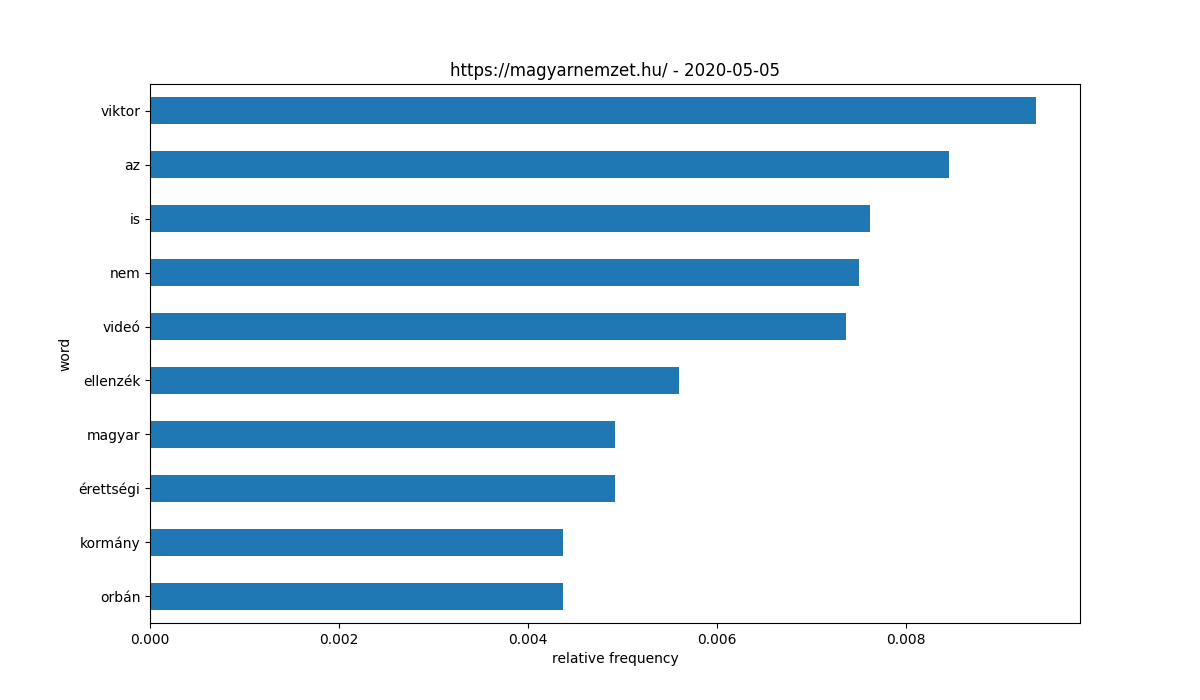 https://magyarnemzet.hu/ - 2020-05-05
viktor
az
is
nem
videó
ellenzék
magyar
érettségi
kormány
orbán
word
0.000 0.002 0.004 0.006 0.008
relative frequency